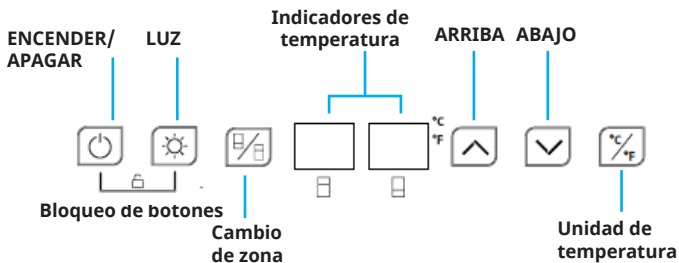 Indicadores de
temperatura
ENCENDER/
APAGAR
LUZ
ARRIBA
ABAJO
°C
°F
°C/°F
Bloqueo de botones
Cambio
de zona
Unidad de
temperatura